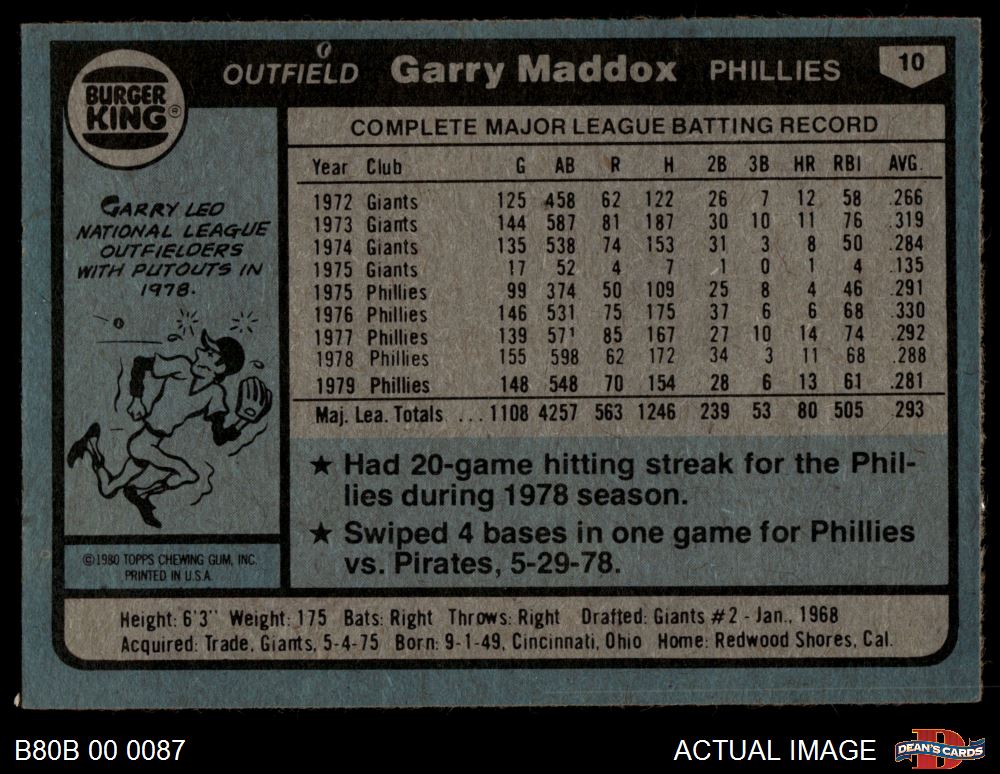 BURGER
KING®
OUTFIELD Garry Maddox PHILLIES 10
GARRY LED
NATIONAL LEAGUE
OUTFIELDERS
WITH PUTOUTS IN
1978.
©1980 TOPPS CHEWING GUM, INC.
PRINTED IN U.S.A.
COMPLETE MAJOR LEAGUE BATTING RECORD
Year Club G AB R H 2B 3B HR RBI AVG.
1972 Giants 125 458 62 122 26 7 12 58 .266
1973 Giants 144 587 81 187 30 10 11 76 .319
1974 Giants 135 538 74 153 31 3 8 50 .284
1975 Giants 17 52 4 7 1 0 1 4 .135
1975 Phillies 99 374 50 109 25 8 4 46 .291
1976 Phillies 146 531 75 175 37 6 6 68 .330
1977 Phillies 139 571 85 167 27 10 14 74 .292
1978 Phillies 155 598 62 172 34 3 11 68 .288
1979 Phillies 148 548 70 154 28 6 13 61 .281
Maj. Lea. Totals ...1108 4257 563 1246 239 53 80 505 .293
★ Had 20-game hitting streak for the Phil-
lies during 1978 season.
★ Swiped 4 bases in one game for Phillies
vs. Pirates, 5-29-78.
Height: 6'3" Weight: 175 Bats: Right Throws: Right Drafted: Giants #2 - Jan., 1968
Acquired: Trade, Giants, 5-4-75 Born: 9-1-49, Cincinnati, Ohio Home: Redwood Shores, Cal.
B80B 00 0087 ACTUAL IMAGE
DEAN'S CARDS